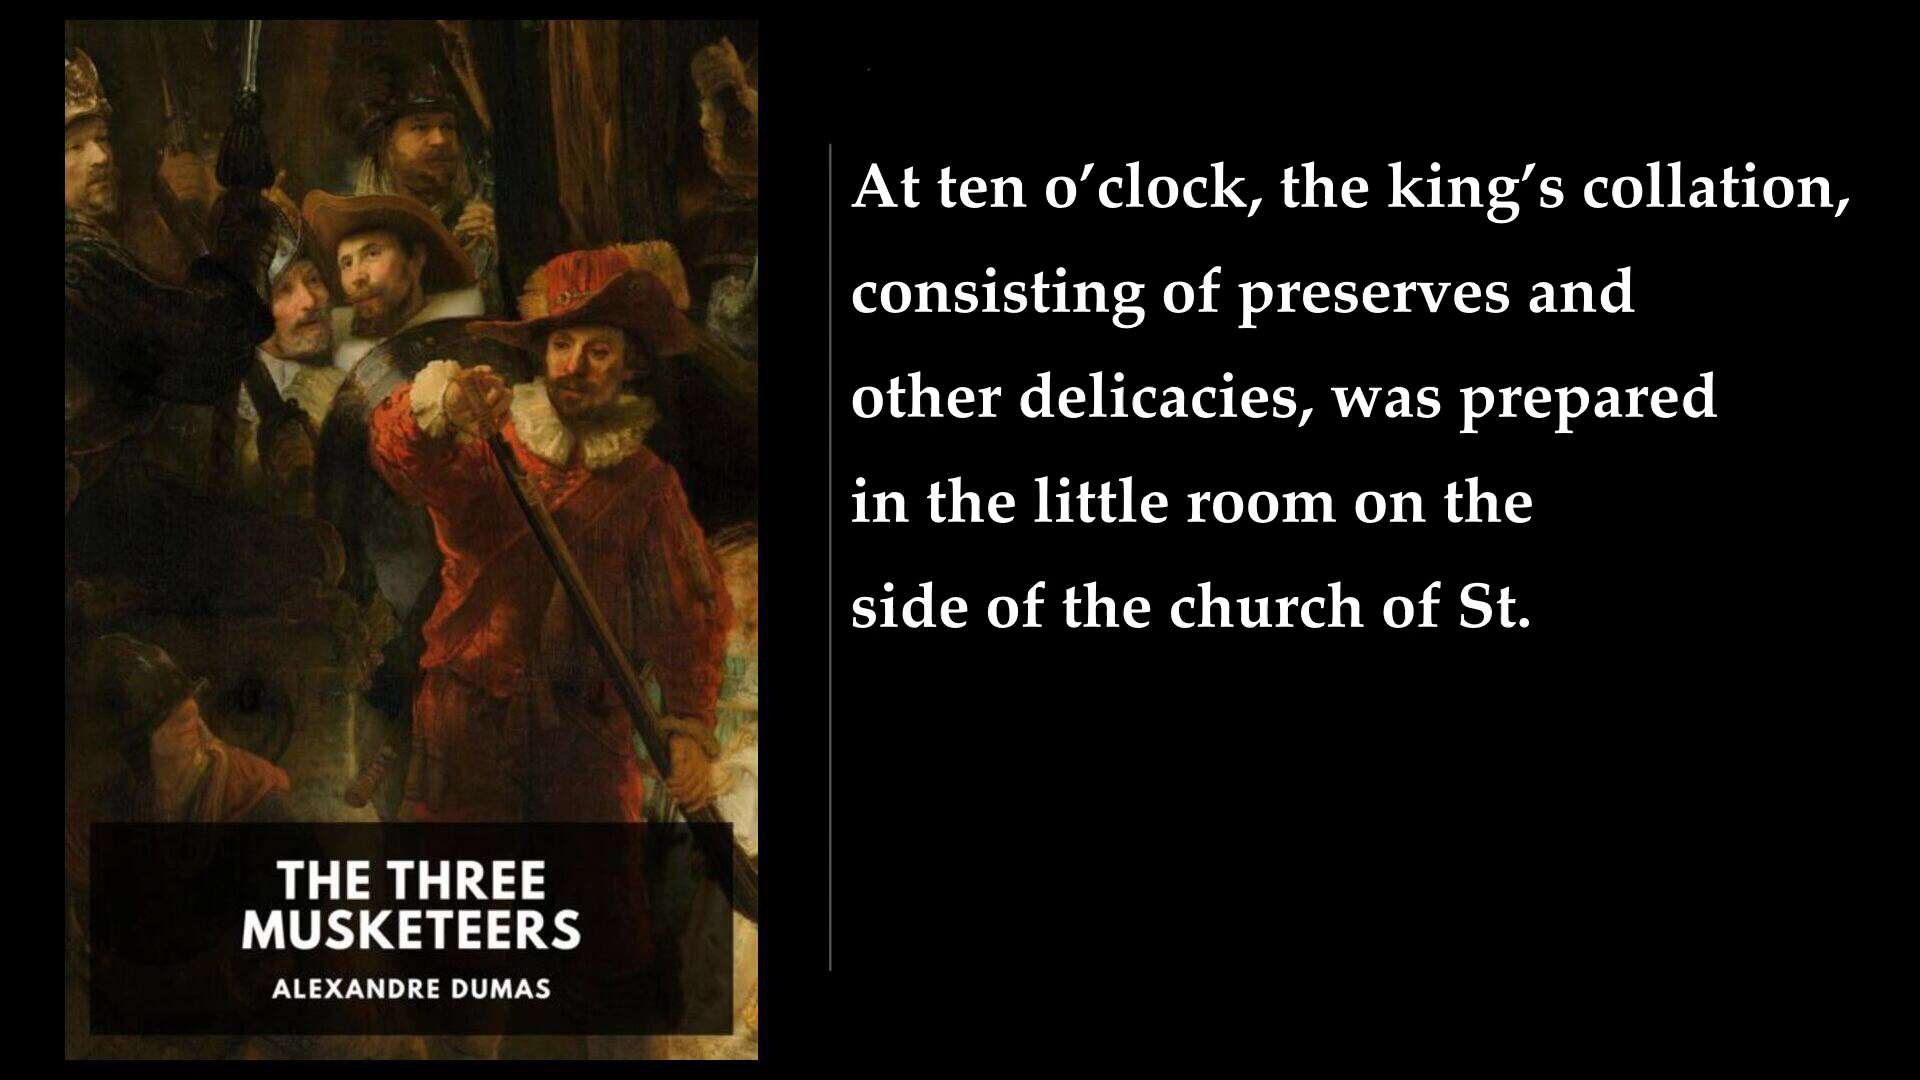 THE THREE
MUSKETEERS
ALEXANDRE DUMAS
At ten o’clock, the king’s collation,
consisting of preserves and
other delicacies, was prepared
in the little room on the
side of the church of St.